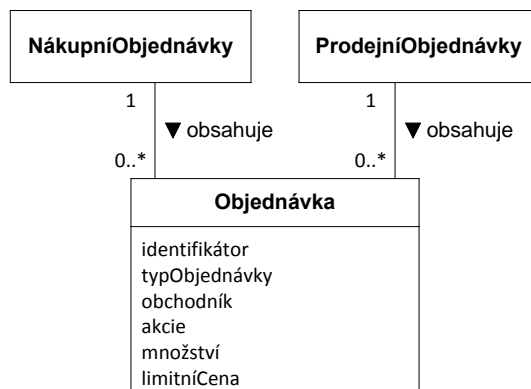 NákupníObjednávky
ProdejníObjednávky
1
1
▼ obsahuje
▼ obsahuje
0..*
0..*
Objednávka
identifikátor
typObjednávky
obchodník
akcie
množství
limitníCena